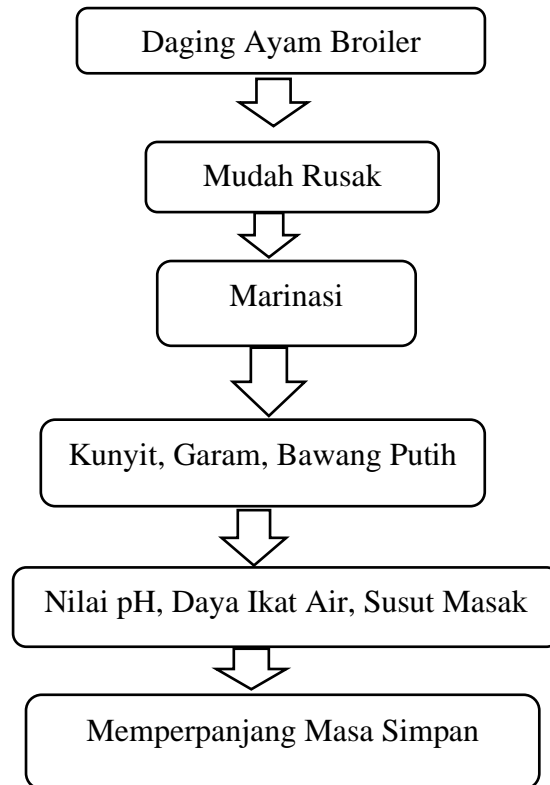 Daging Ayam Broiler
Mudah Rusak
Marinasi
Kunyit, Garam, Bawang Putih
Nilai pH, Daya Ikat Air, Susut Masak
Memperpanjang Masa Simpan